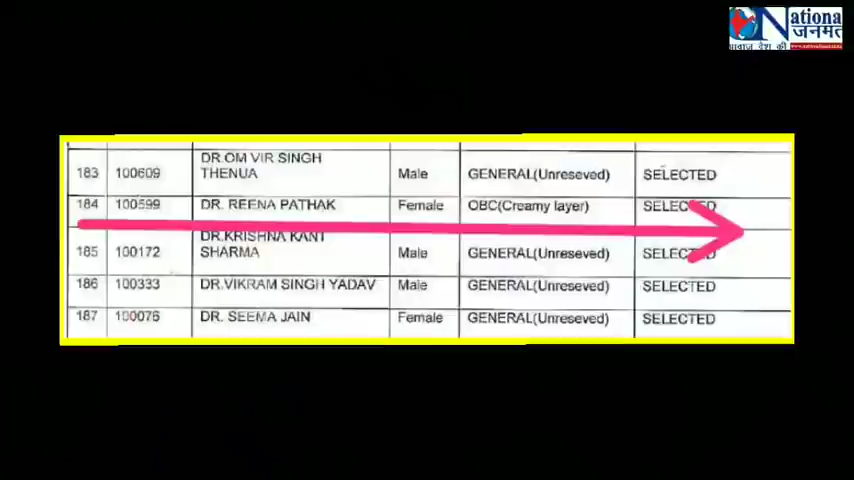 Nationa
जनमत
183 100609 DR.OM VIR SINGH THENUA Male GENERAL(Unreseved) SELECTED
184 100599 DR. REENA PATHAK Female OBC(Creamy layer) SELECTED
185 100172 DR.KRISHNA KANT SHARMA Male GENERAL(Unreseved) SELECTED
186 100333 DR.VIKRAM SINGH YADAV Male GENERAL(Unreseved) SELECTED
187 100076 DR. SEEMA JAIN Female GENERAL(Unreseved) SELECTED